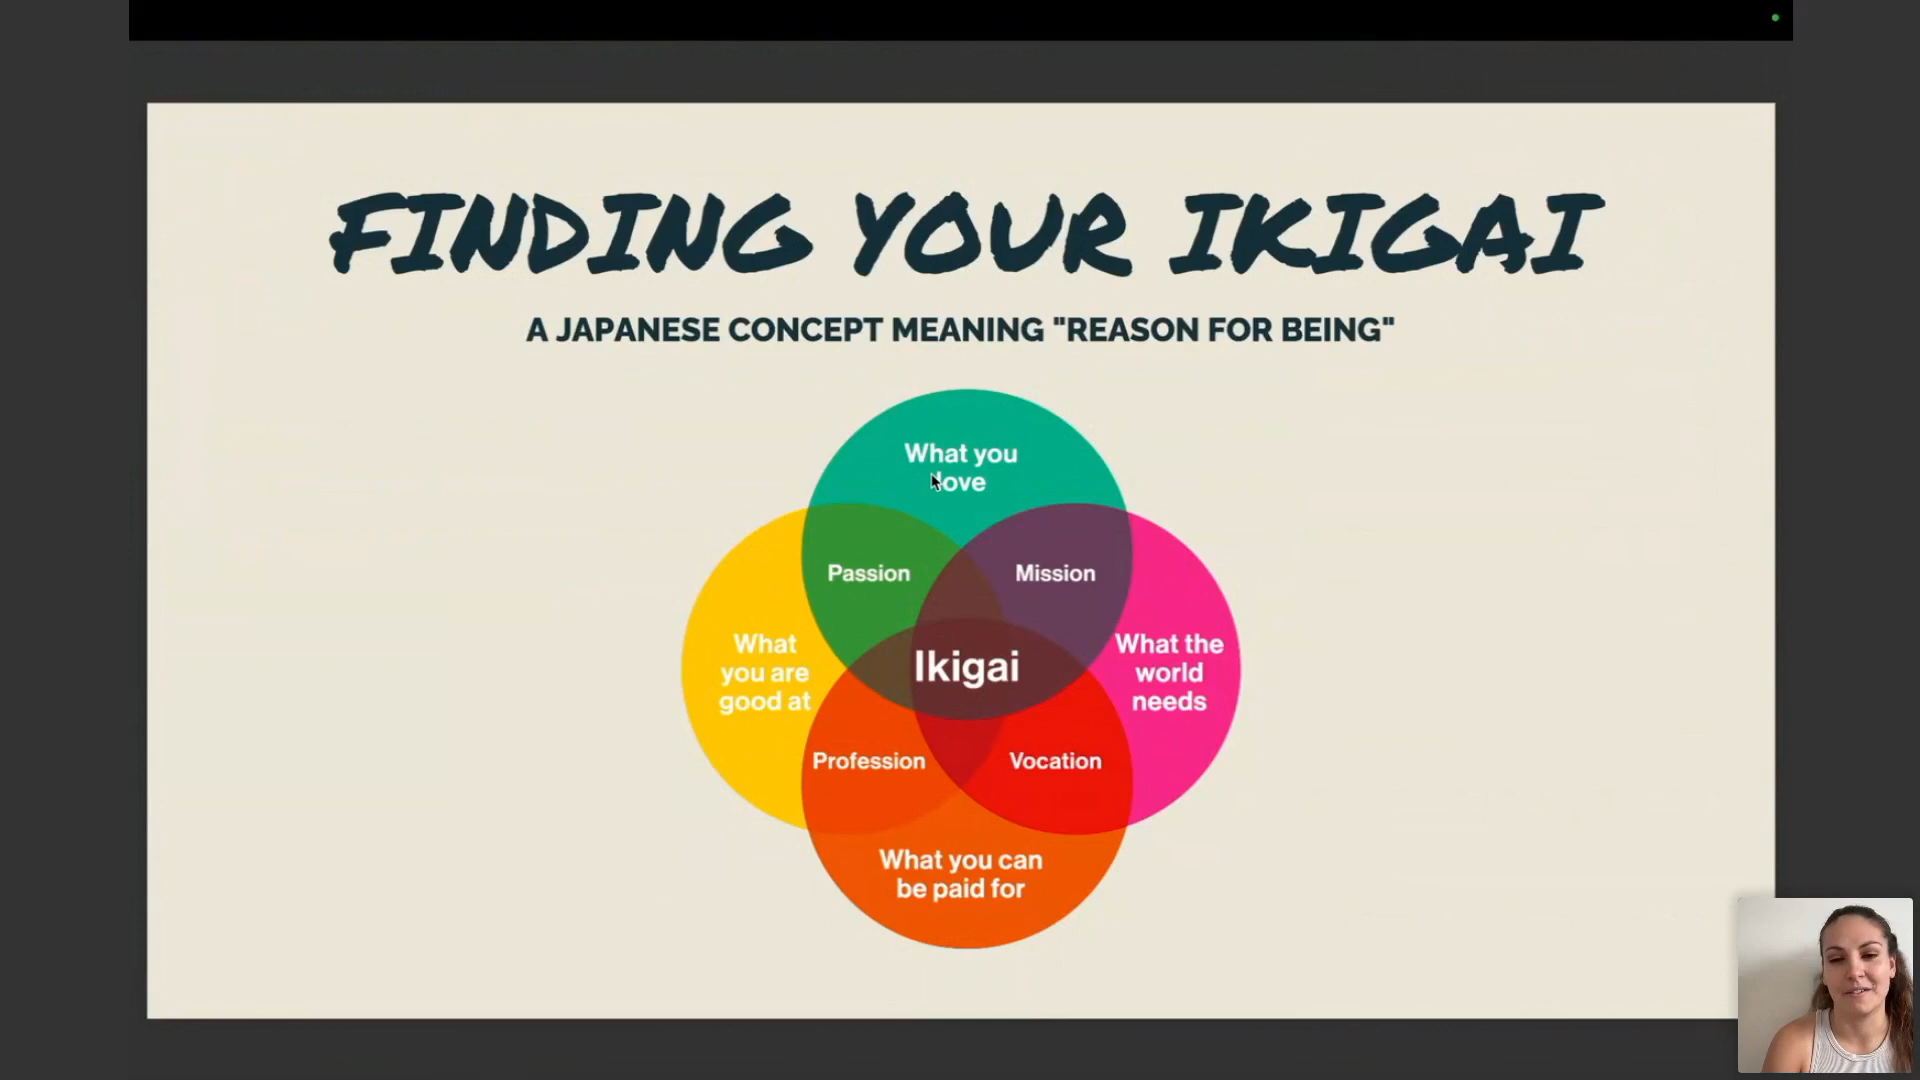 FINDING YOUR IKIGAI
A JAPANESE CONCEPT MEANING "REASON FOR BEING"
What you
love
Passion
Mission
What
you are
good at
Ikigai
What the
world
needs
Profession
Vocation
What you can
be paid for